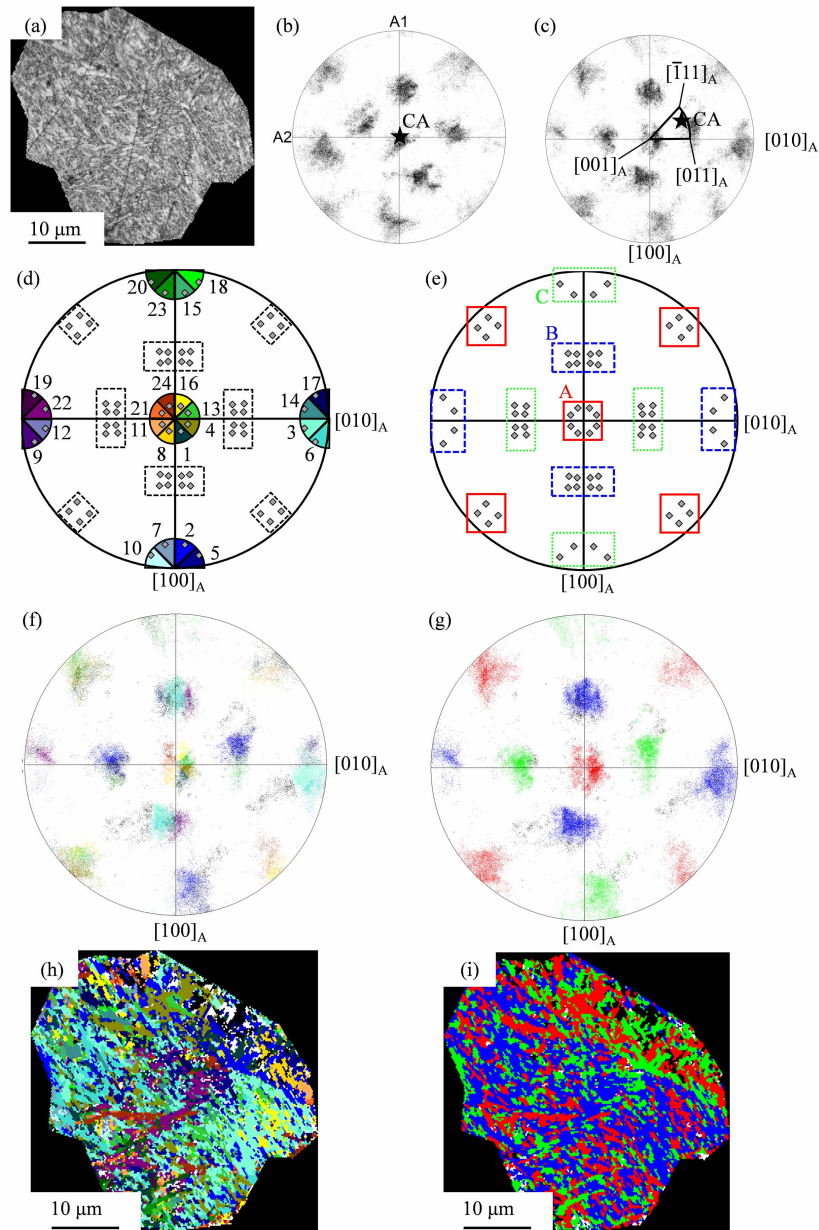 (a)
10 µm
(b)
A1
A2
CA
(c)
[1̄11]A
CA
[001]A
[011]A
[010]A
[100]A
(d)
20
18
23
15
24
16
19
22
21
13
17
14
12
11
4
3
9
8
1
6
7
2
10
5
[010]A
[100]A
(e)
C
B
A
[010]A
[100]A
(f)
[010]A
[100]A
(g)
[010]A
[100]A
(h)
10 µm
(i)
10 µm